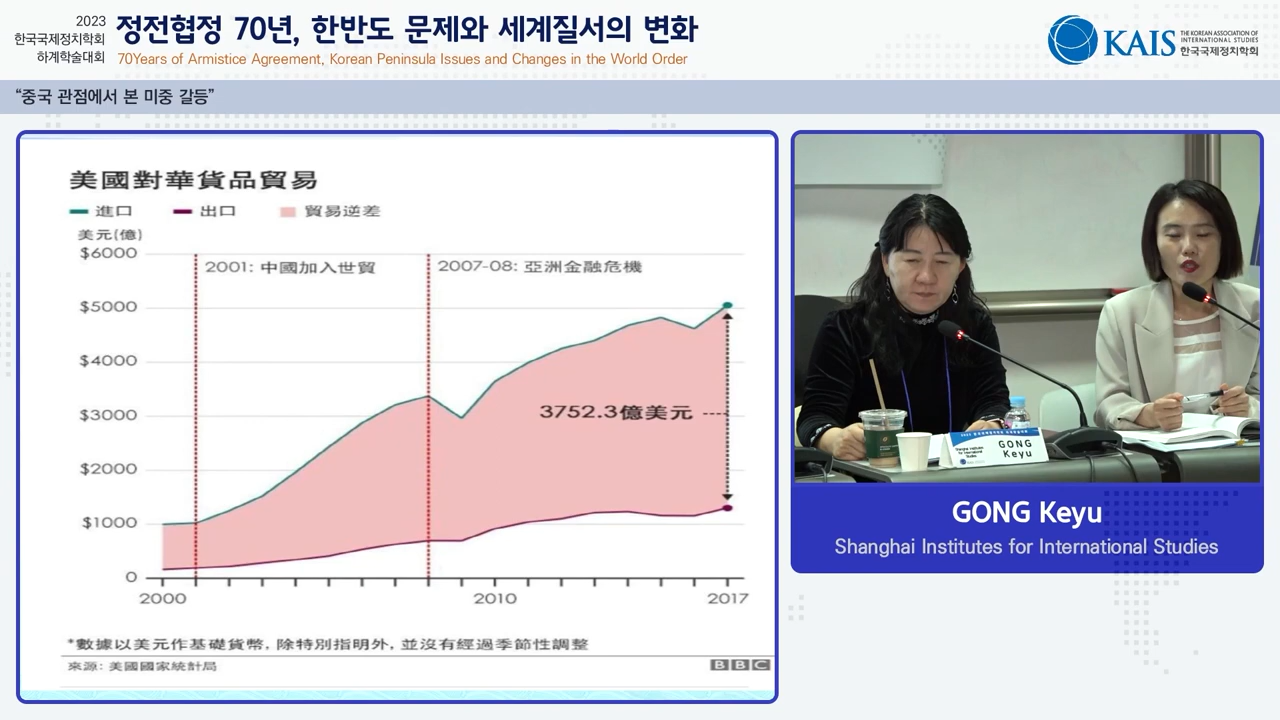 2023
한국국제정치학회
하계학술대회
정전협정 70년, 한반도 문제와 세계질서의 변화
70Years of Armistice Agreement, Korean Peninsula Issues and Changes in the World Order
KAIS
THE KOREAN ASSOCIATION OF
INTERNATIONAL STUDIES
한국국제정치학회
“중국 관점에서 본 미중 갈등”
美國對華貨品貿易
進口 出口 貿易逆差
美元(億)
$6000
2001: 中國加入世貿
2007-08: 亞洲金融危機
$5000
$4000
3752.3億美元
$3000
$2000
$1000
0
2000 2010 2017
*數據以美元作基礎貨幣, 除特別指明外, 並沒有經過季節性調整
來源: 美國國家統計局
BBC
GONG
Keyu
Shanghai Institutes
for International
Studies
GONG Keyu
Shanghai Institutes for International Studies